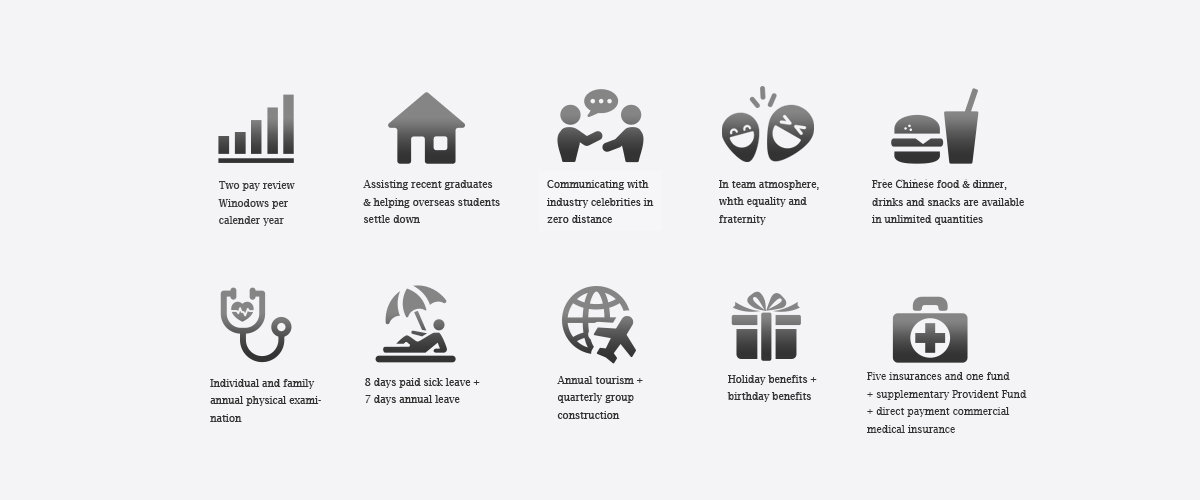 Two pay review
Winodows per
calender year
Assisting recent graduates
& helping overseas students
settle down
Communicating with
industry celebrities in
zero distance
In team atmosphere,
whth equality and
fraternity
Free Chinese food & dinner,
drinks and snacks are available
in unlimited quantities
Individual and family
annual physical exami-
nation
8 days paid sick leave +
7 days annual leave
Annual tourism +
quarterly group
construction
Holiday benefits +
birthday benefits
Five insurances and one fund
+ supplementary Provident Fund
+ direct payment commercial
medical insurance